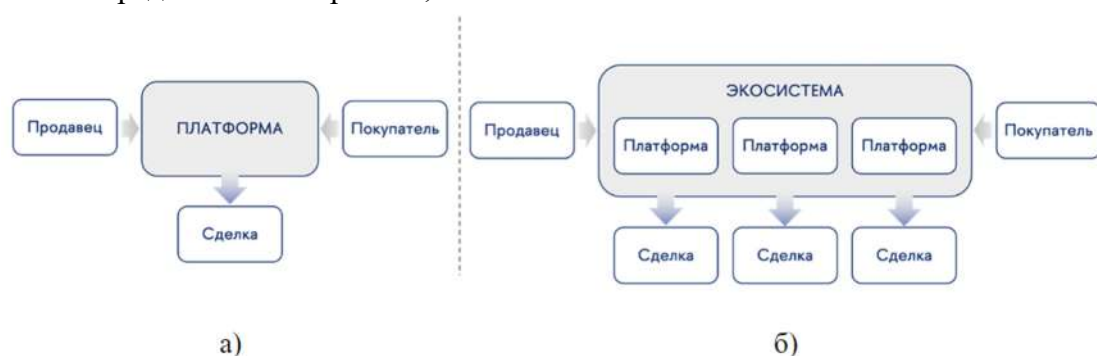 ЭКОСИСТЕМА
Продавец
ПЛАТФОРМА
Покупатель
Продавец
Платформа
Платформа
Платформа
Покупатель
Сделка
Сделка
Сделка
Сделка
а)
б)